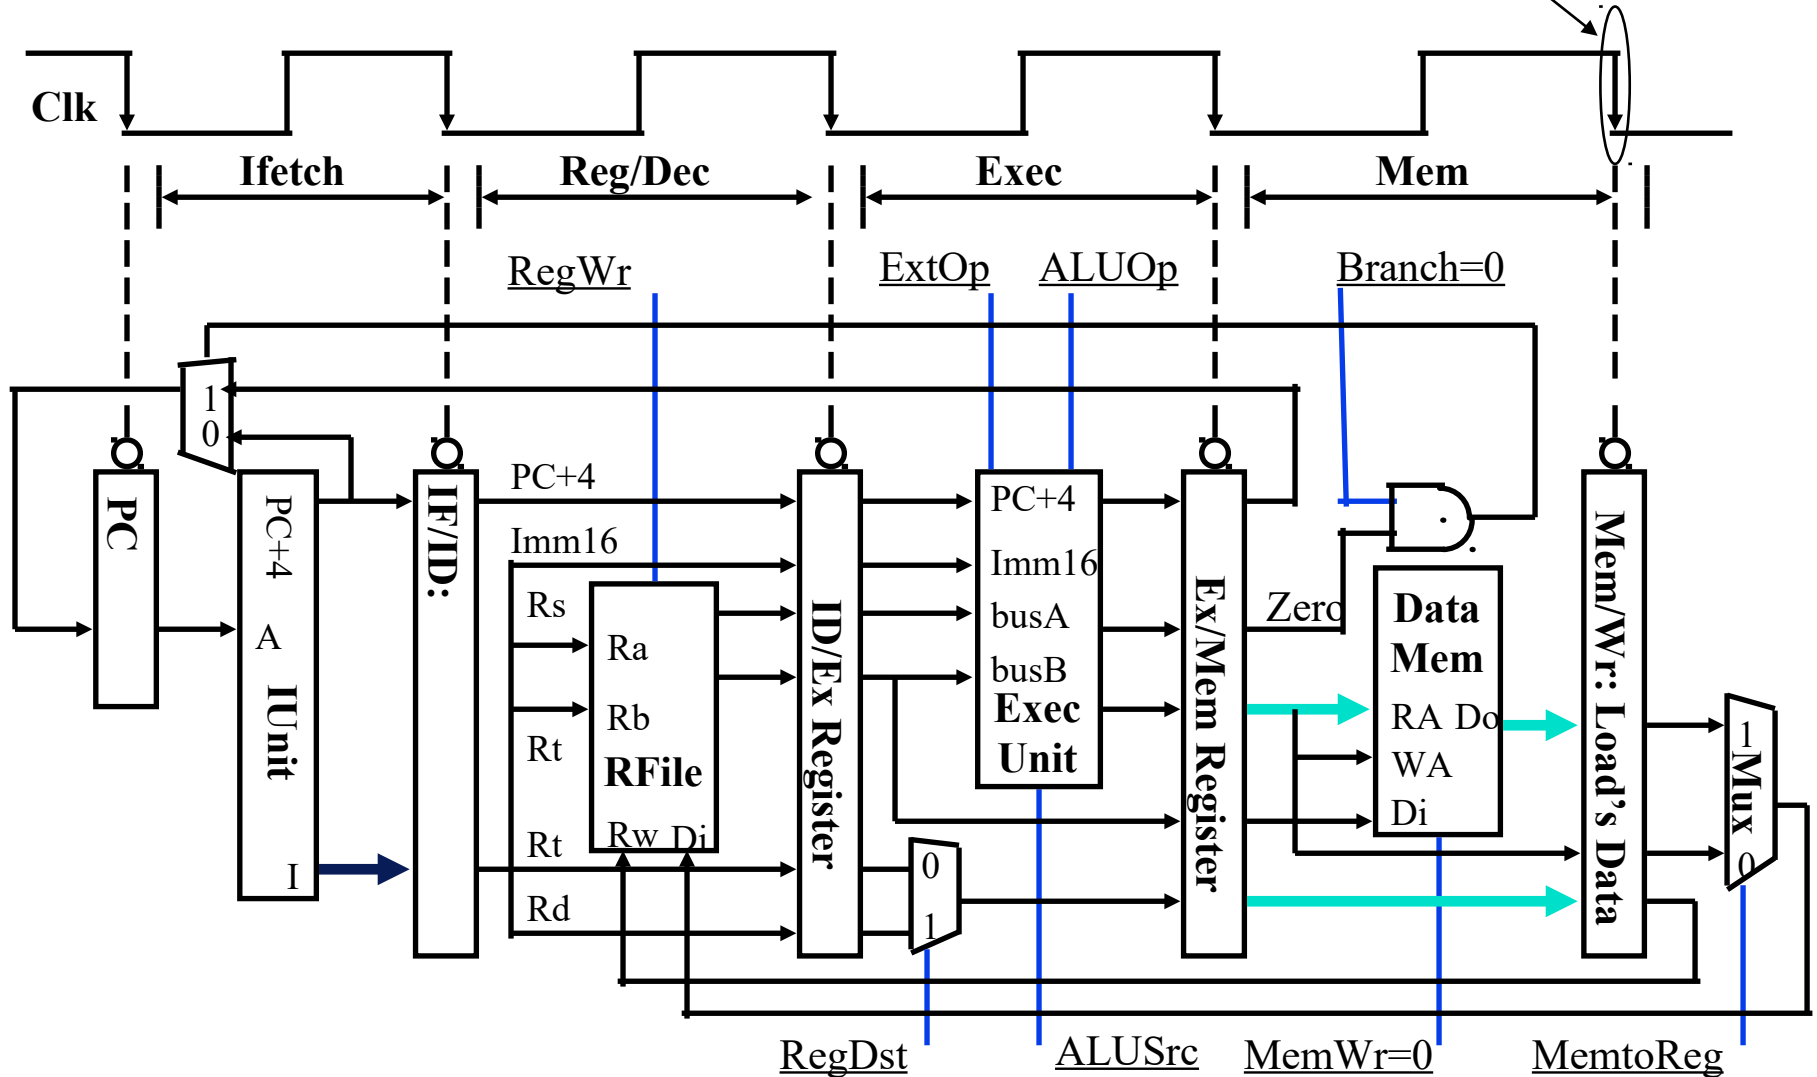 Clk
Ifetch
Reg/Dec
Exec
Mem
RegWr
ExtOp
ALUOp
Branch=0
1
0
PC
PC+4
A
IUnit
I
IF/ID:
PC+4
Imm16
Rs
Rt
Rt
Rd
Ra
Rb
RFile
Rw Di
ID/Ex Register
0
1
PC+4
Imm16
busA
busB
Exec
Unit
Ex/Mem Register
Zero
Data
Mem
RA Do
WA
Di
Mem/Wr: Load's Data
1
Mux
0
RegDst
ALUSrc
MemWr=0
MemtoReg